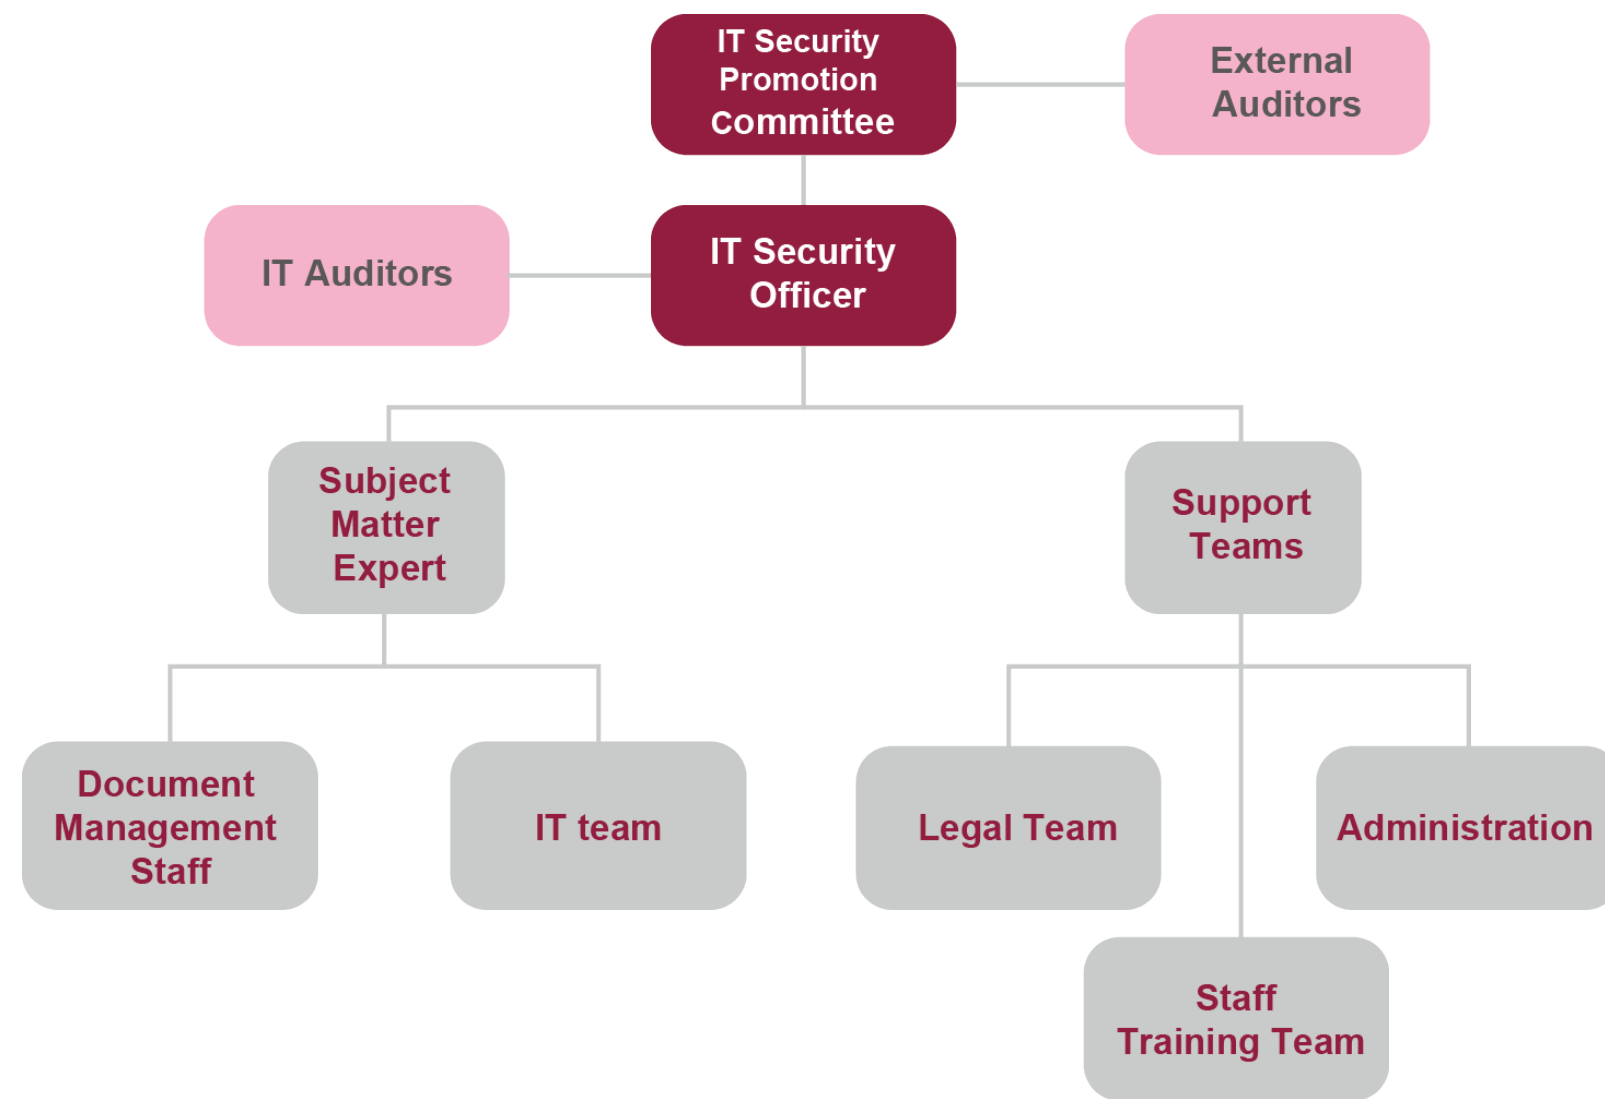 IT Security
Promotion
Committee
External
Auditors
IT Auditors
IT Security
Officer
Subject
Matter
Expert
Support
Teams
Document
Management
Staff
IT team
Legal Team
Administration
Staff
Training Team